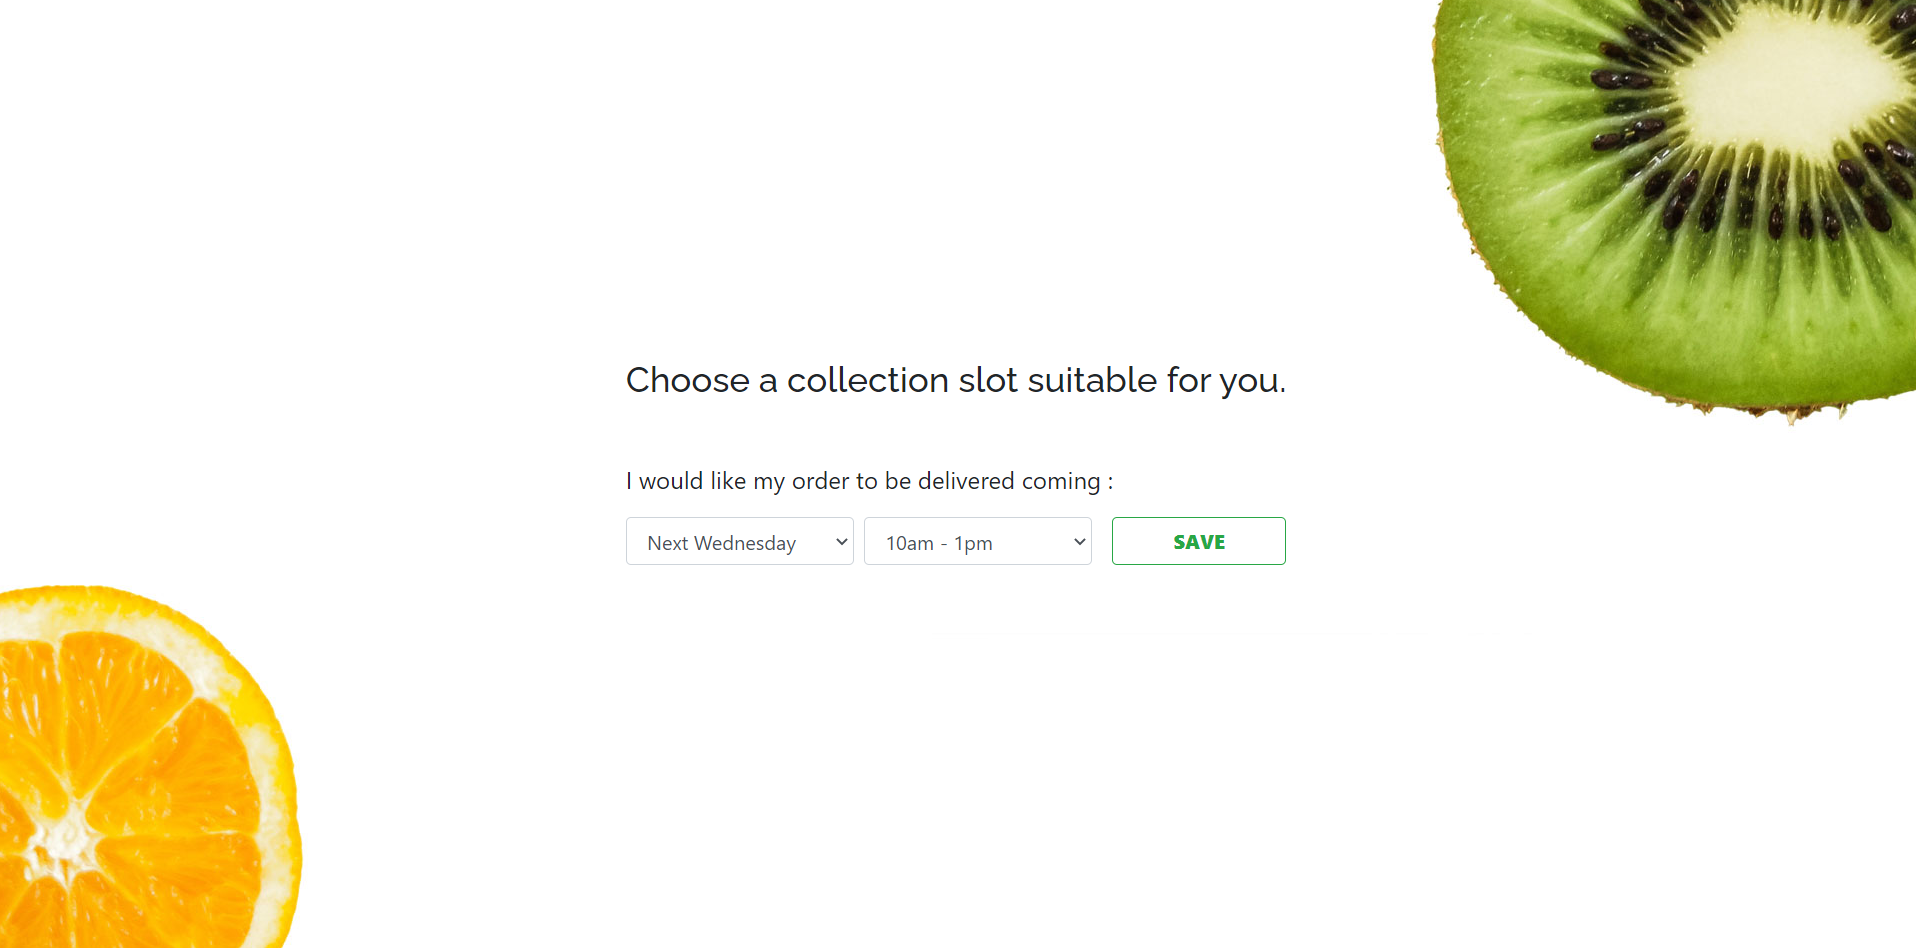 Choose a collection slot suitable for you.
I would like my order to be delivered coming :
Next Wednesday 10am - 1pm SAVE